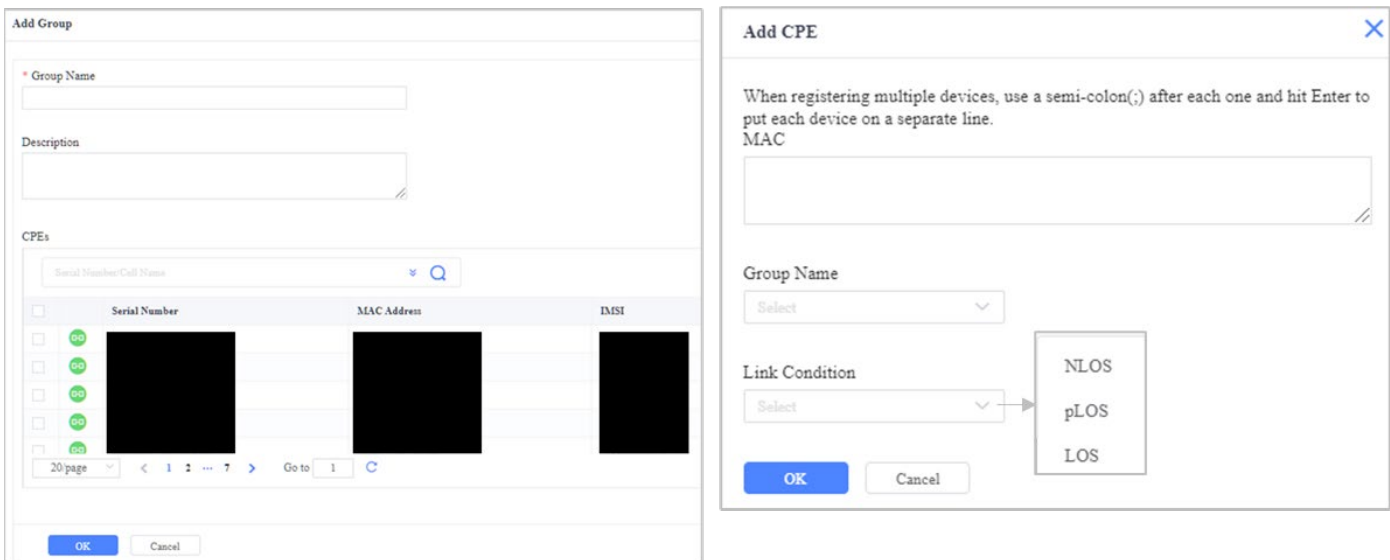 Add Group
* Group Name
Description
CPEs
Serial Number/Cell Name
Serial Number MAC Address IMSI
20/page < 1 2 ··· 7 > Go to 1
OK Cancel
Add CPE
When registering multiple devices, use a semi-colon(;) after each one and hit Enter to
put each device on a separate line.
MAC
Group Name
Select
Link Condition
Select
NLOS
pLOS
LOS
OK Cancel